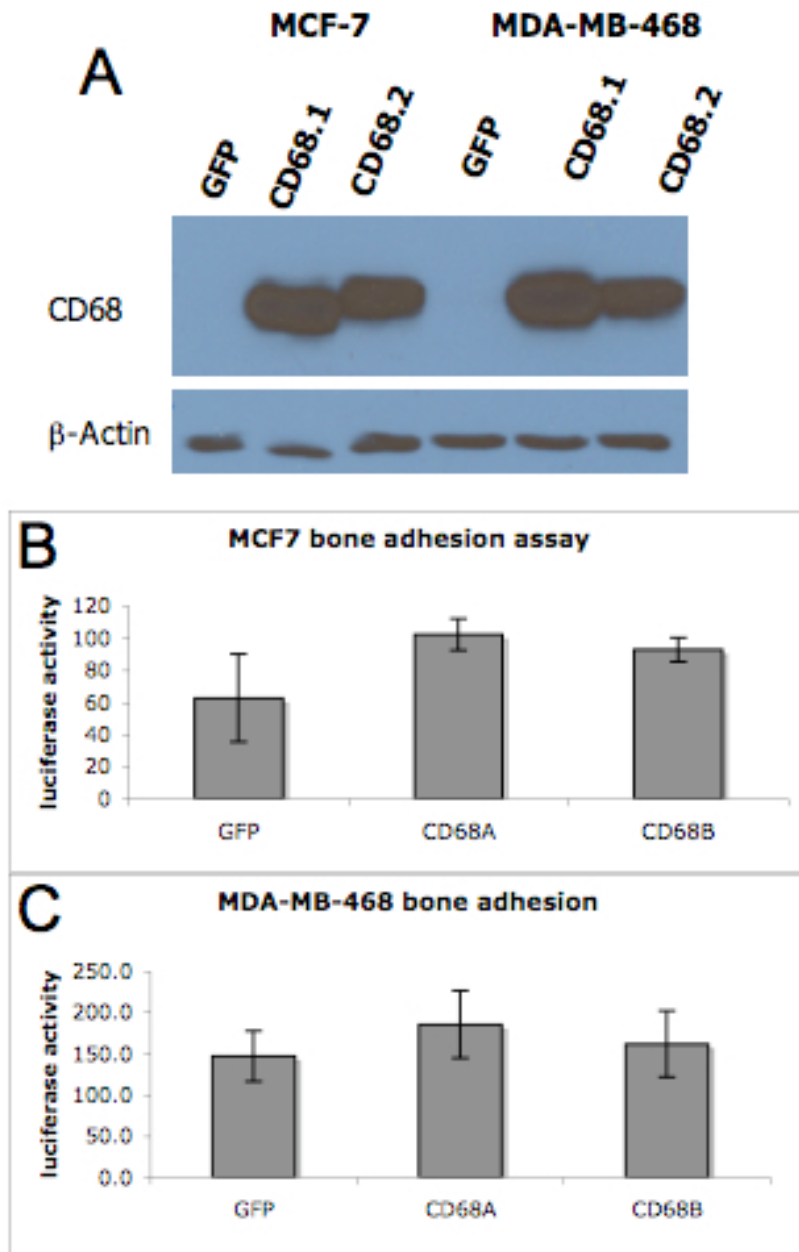 MCF-7 MDA-MB-468
A
GFP CD68.1 CD68.2 GFP CD68.1 CD68.2
CD68
β-Actin
B
MCF7 bone adhesion assay
luciferase activity
120
100
80
60
40
20
0
GFP CD68A CD68B
C
MDA-MB-468 bone adhesion
luciferase activity
250.0
200.0
150.0
100.0
50.0
0.0
GFP CD68A CD68B